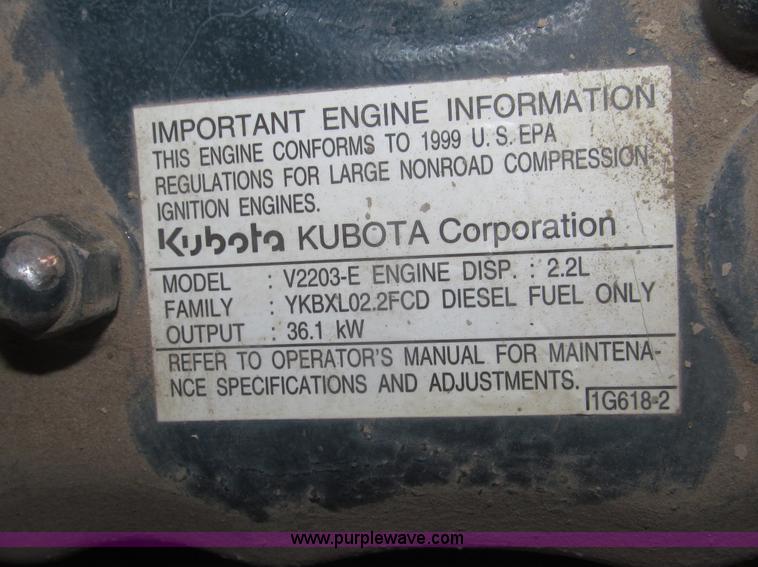 IMPORTANT ENGINE INFORMATION
THIS ENGINE CONFORMS TO 1999 U.S. EPA
REGULATIONS FOR LARGE NONROAD COMPRESSION-
IGNITION ENGINES.
Kubota KUBOTA Corporation
MODEL : V2203-E ENGINE DISP. : 2.2L
FAMILY : YKBXL02.2FCD DIESEL FUEL ONLY
OUTPUT : 36.1 kW
REFER TO OPERATOR'S MANUAL FOR MAINTENA-
NCE SPECIFICATIONS AND ADJUSTMENTS.
1G618-2
www.purplewave.com